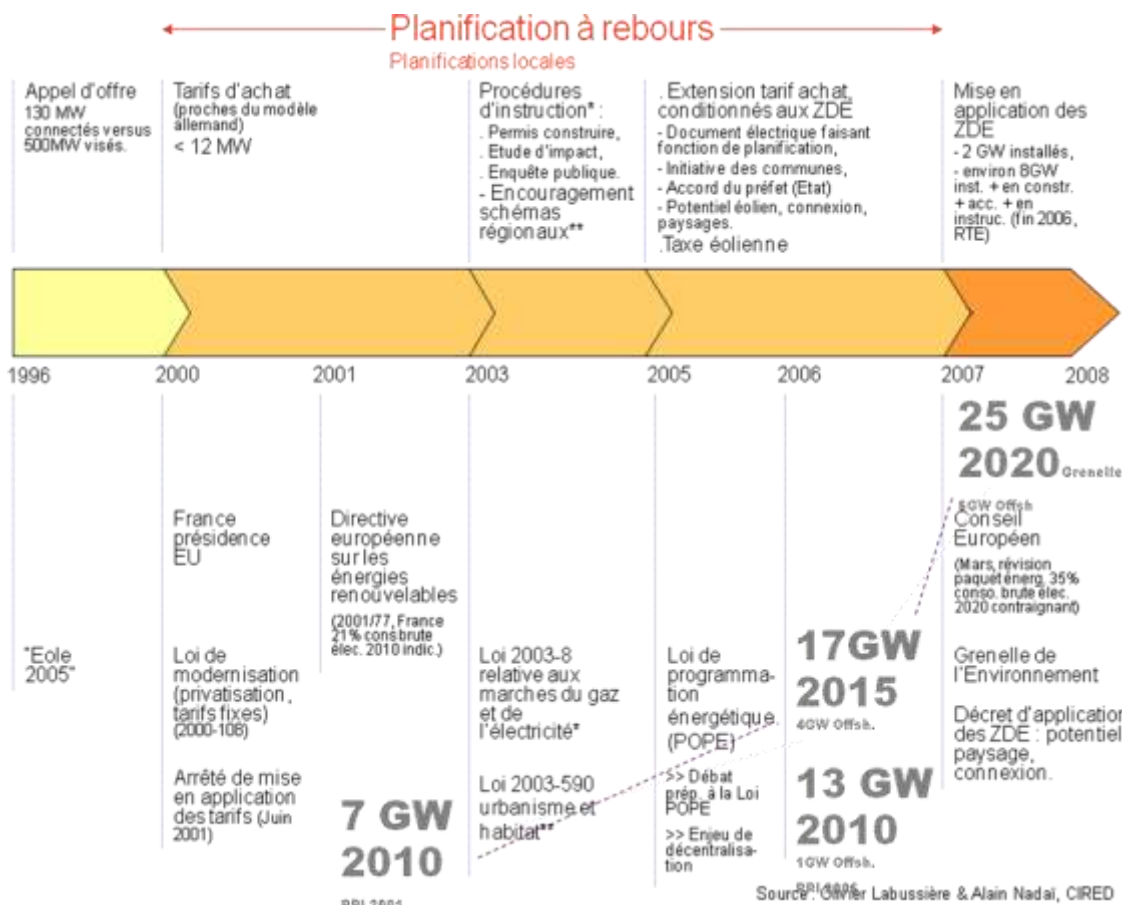 Planification à rebours
Planifications locales
Appel d'offre
130 MW
connectés versus
500MW visés.
Tarifs d'achat
(proches du modèle
allemand)
< 12 MW
Procédures
d'instruction* :
. Permis construire,
. Etude d'impact,
. Enquête publique.
- Encouragement
schémas
régionaux**
. Extension tarif achat,
conditionnés aux ZDE
- Document électrique faisant
fonction de planification,
- Initiative des communes,
- Accord du préfet (Etat)
- Potentiel éolien, connexion,
paysages.
.Taxe éolienne
Mise en
application des
ZDE
- 2 GW installés,
- environ 8GW
inst. + en constr.
+ acc. + en
instruc. (fin 2006,
RTE)
1996
2000
2001
2003
2005
2006
2007
2008
"Eole
2005"
France
présidence
EU
Loi de
modernisation
(privatisation,
tarifs fixes)
(2000-108)
Arrêté de mise
en application
des tarifs (Juin
2001)
Directive
européenne
sur les
énergies
renouvelables
(2001/77, France
21% cons brute
élec. 2010 indic.)
7 GW
2010
PPI 2001
Loi 2003-8
relative aux
marches du gaz
et de
l'électricité*
Loi 2003-590
urbanisme et
habitat**
Loi de
programma-
tion
énergétique
(POPE)
>> Débat
prép. à la Loi
POPE
>> Enjeu de
décentralisa-
tion
17GW
2015
4GW Offsh.
13 GW
2010
1GW Offsh.
25 GW
2020 Grenelle
5GW Offsh
Conseil
Européen
(Mars, révision
paquet énerg, 35%
conso. brute élec.
2020 contraignant)
Grenelle de
l'Environnement
Décret d'application
des ZDE : potentiel
paysage,
connexion.
Source : Olivier Labussière & Alain Nadaï, CIRED